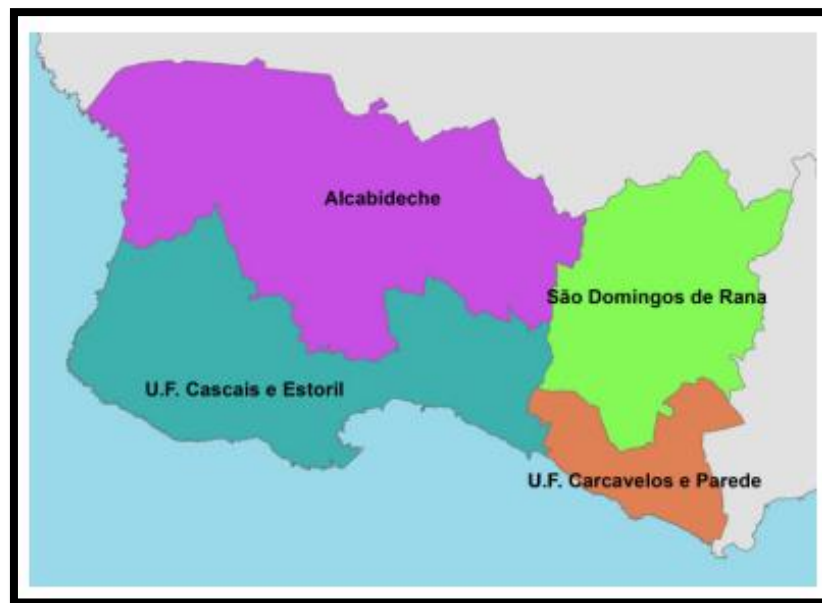 Alcabideche
São Domingos de Rana
U.F. Cascais e Estoril
U.F. Carcavelos e Parede